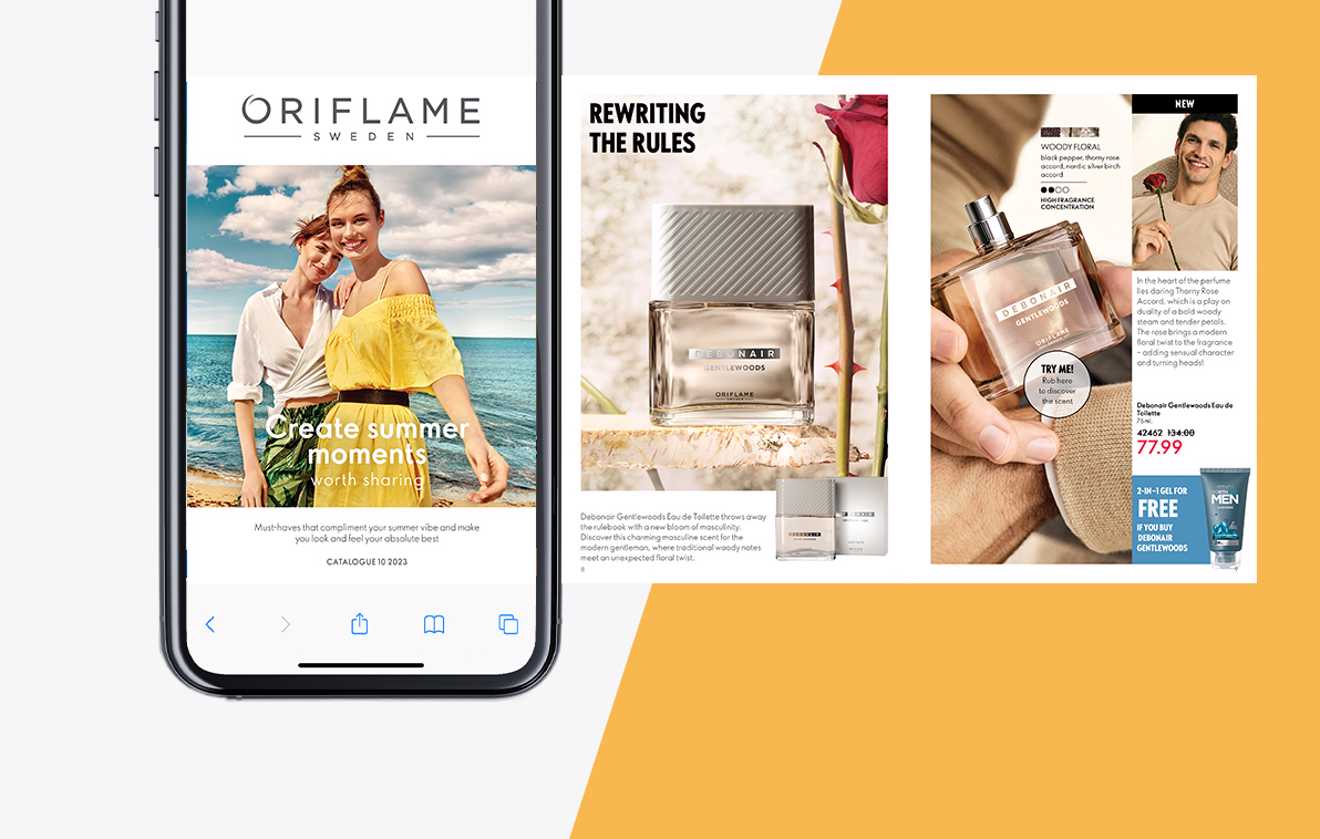 ORIFLAME
SWEDEN
Create summer
moments
worth sharing
Must-haves that compliment your summer vibe and make
you look and feel your absolute best
CATALOGUE 10 2023
REWRITING
THE RULES
DEBONAIR
GENTLEWOODS
ORIFLAME
SWEDEN
Debonair Gentlewoods Eau de Toilette throws away
the rulebook with a new bloom of masculinity.
Discover this charming masculine scent for the
modern gentleman, where traditional woody notes
meet an unexpected floral twist.
8
DEBONAIR
WOODY FLORAL
black pepper, thorny rose
accord, nordic silver birch
accord
HIGH FRAGRANCE
CONCENTRATION
DEBONAIR
GENTLEWOODS
ORIFLAME
TRY ME!
Rub here
to discover
the scent
NEW
In the heart of the perfume
lies daring Thorny Rose
Accord, which is a play on
duality of a bold woody
steam and tender petals.
The rose brings a modern
floral twist to the fragrance
– adding sensual character
and turning heads!
Debonair Gentlewoods Eau de
Toilette
75 ml.
42462 134.00
77.99
2-IN-1 GEL FOR
FREE
IF YOU BUY
DEBONAIR
GENTLEWOODS
MEN
9